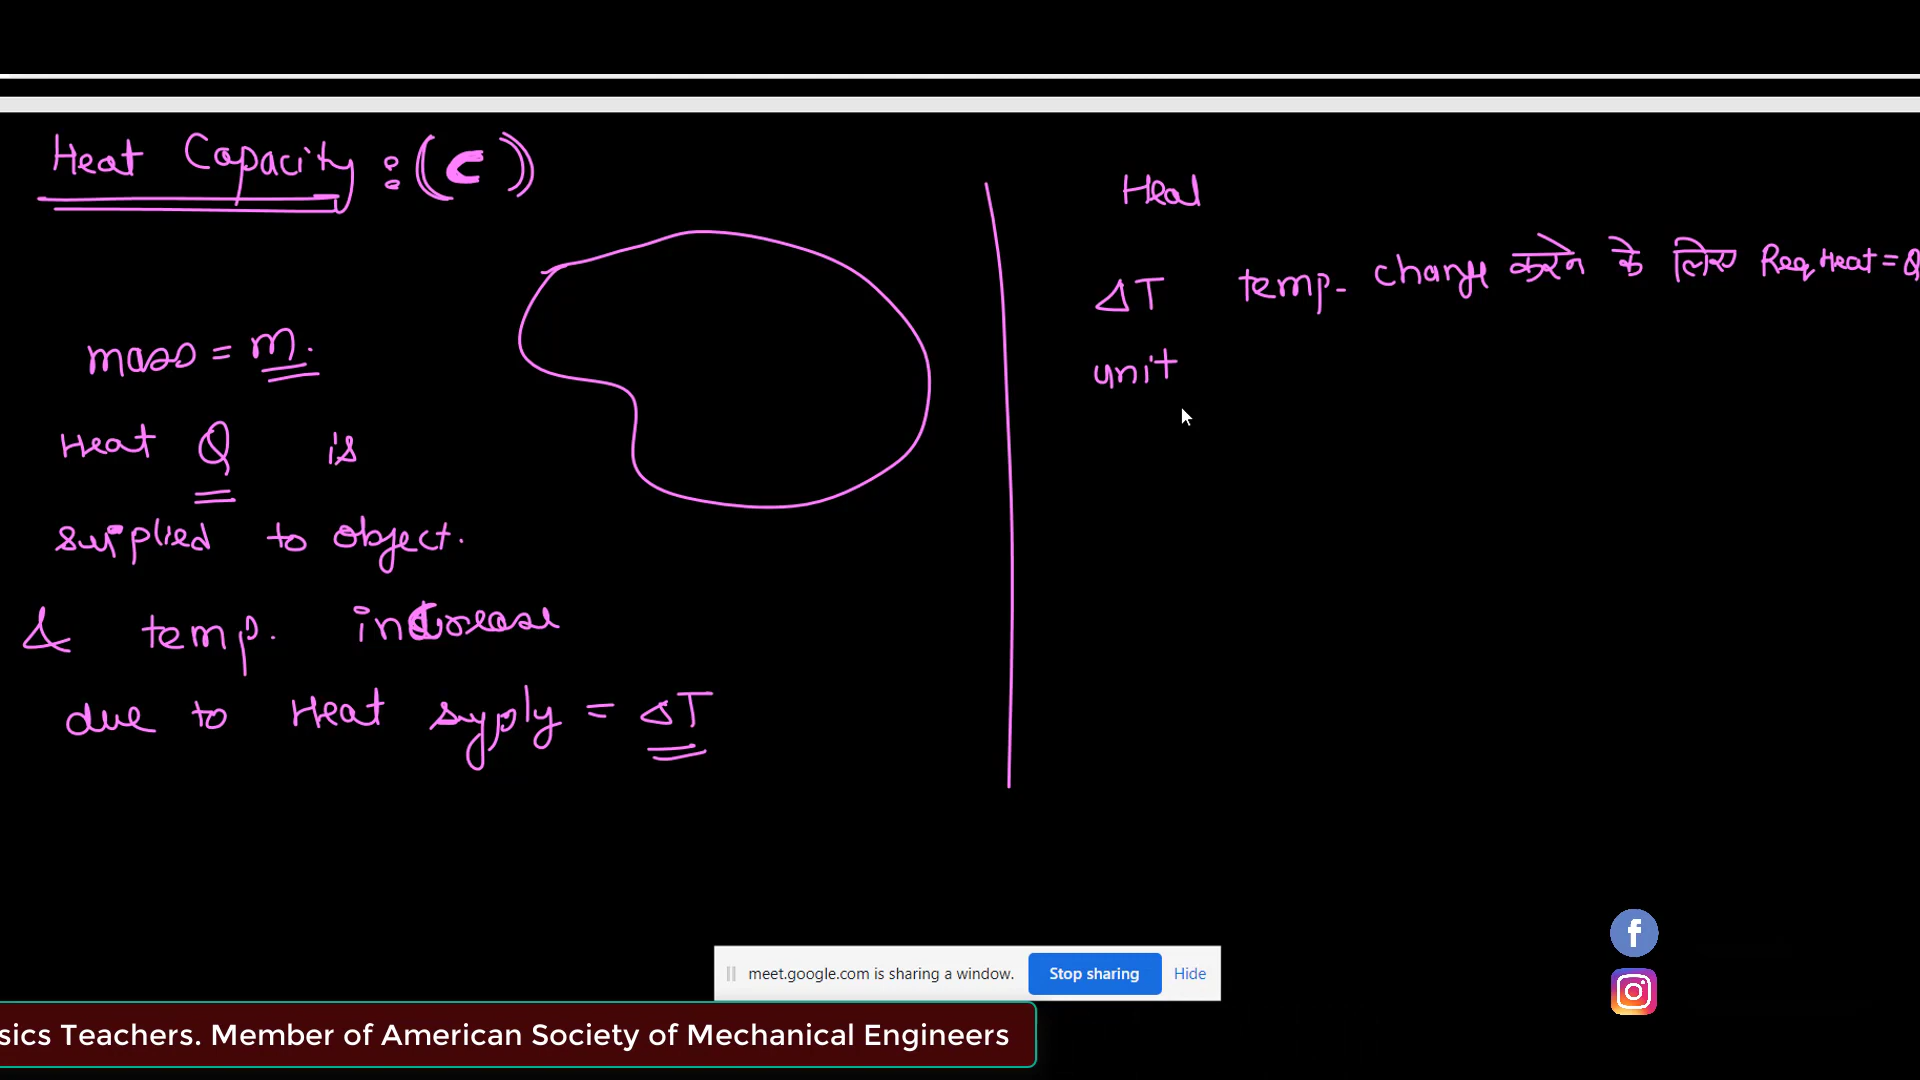 Heat Capacity : (C)
mass = m.
Heat Q is
supplied to object.
& temp. increase
due to Heat supply = ΔT
Heat
ΔT temp. change करने के लिए Req Heat = Q
unit
meet.google.com is sharing a window. Stop sharing Hide
sics Teachers. Member of American Society of Mechanical Engineers